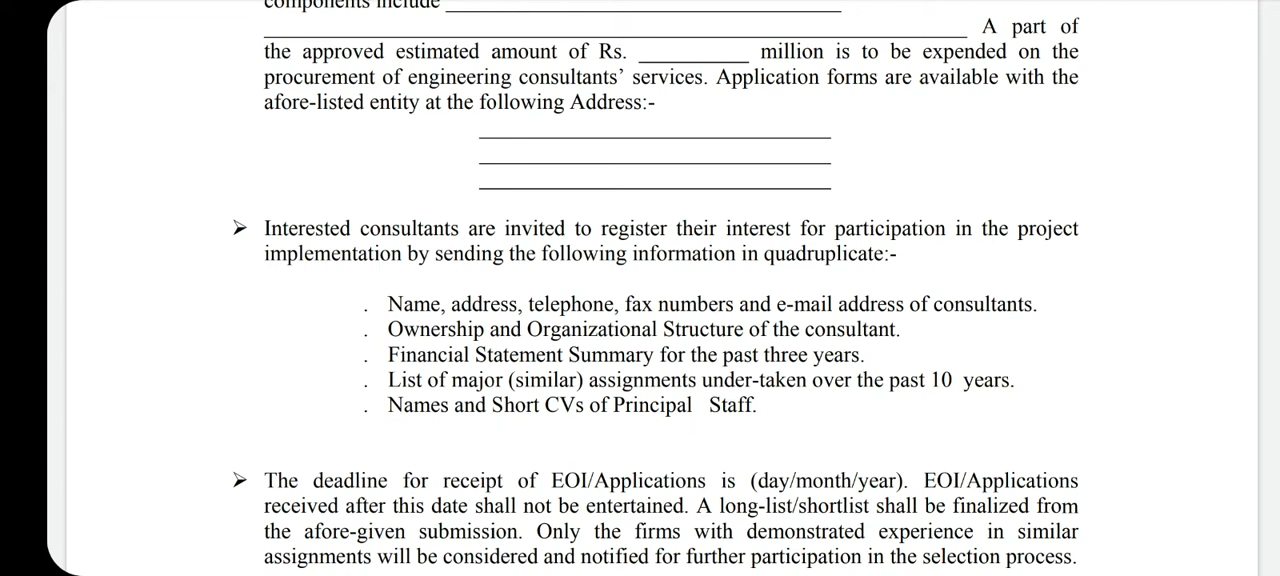 components include ____________________________________
________________________________________________________________ A part of
the approved estimated amount of Rs. __________ million is to be expended on the
procurement of engineering consultants’ services. Application forms are available with the
afore-listed entity at the following Address:-
________________________________
________________________________
________________________________
➢ Interested consultants are invited to register their interest for participation in the project
implementation by sending the following information in quadruplicate:-
. Name, address, telephone, fax numbers and e-mail address of consultants.
. Ownership and Organizational Structure of the consultant.
. Financial Statement Summary for the past three years.
. List of major (similar) assignments under-taken over the past 10 years.
. Names and Short CVs of Principal Staff.
➢ The deadline for receipt of EOI/Applications is (day/month/year). EOI/Applications
received after this date shall not be entertained. A long-list/shortlist shall be finalized from
the afore-given submission. Only the firms with demonstrated experience in similar
assignments will be considered and notified for further participation in the selection process.